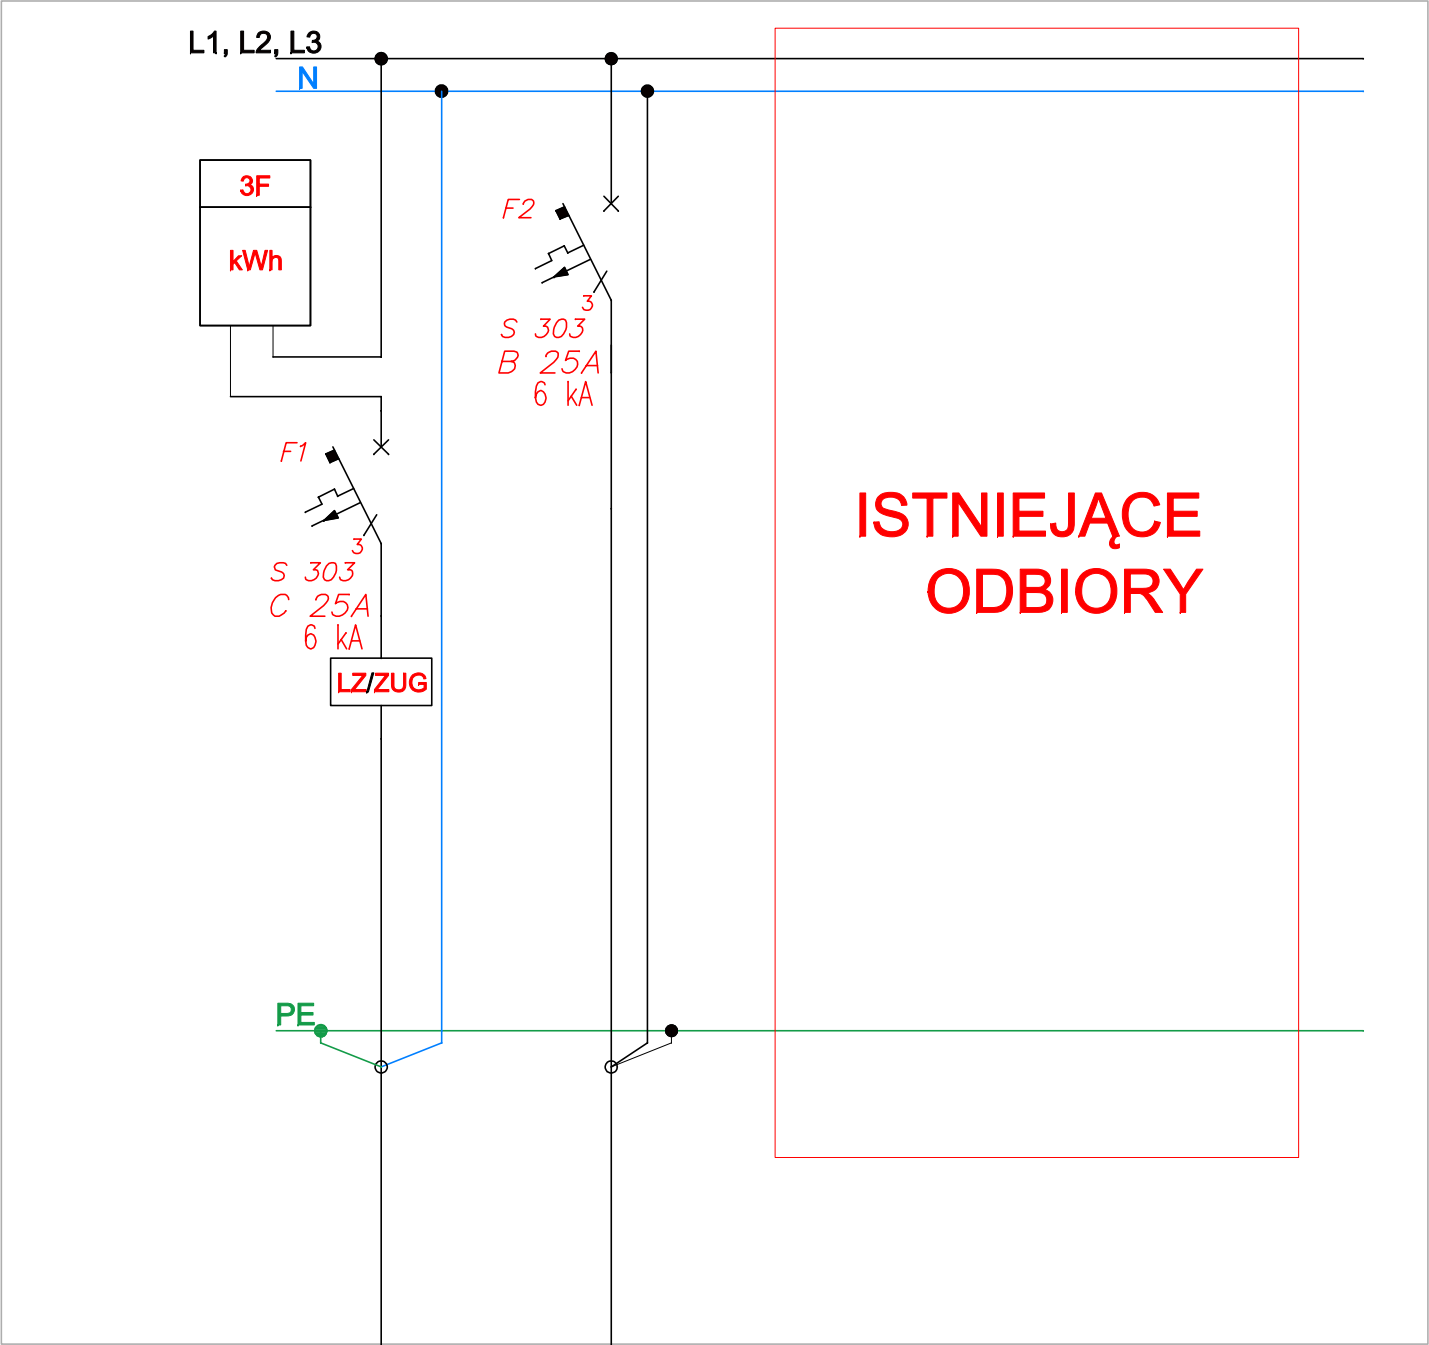 L1, L2, L3
N
3F
kWh
F2
3
S 303
B 25A
6 kA
F1
3
S 303
C 25A
6 kA
LZ/ZUG
ISTNIEJĄCE
ODBIORY
PE